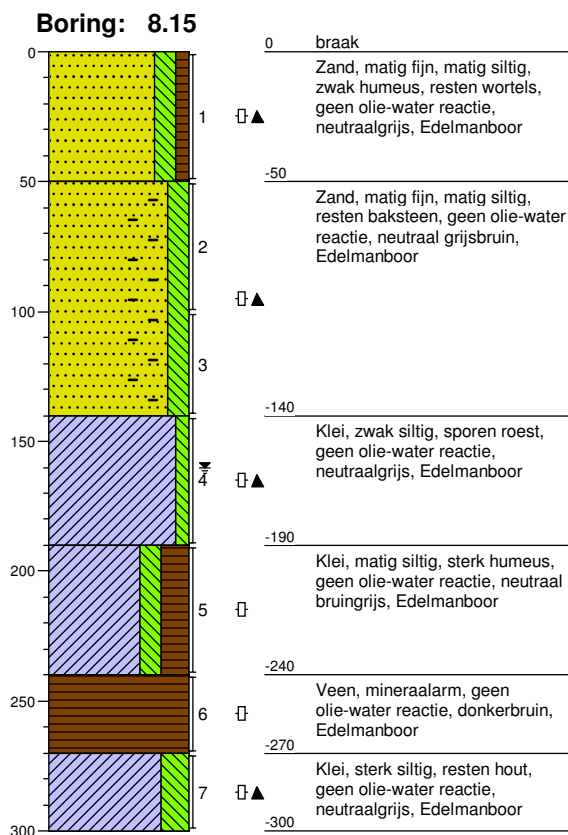 Boring: 8.15
0
0 braak
Zand, matig fijn, matig siltig,
zwak humeus, resten wortels,
geen olie-water reactie,
neutraalgrijs, Edelmanboor
1
50
-50
Zand, matig fijn, matig siltig,
resten baksteen, geen olie-water
reactie, neutraal grijsbruin,
Edelmanboor
2
100
3
-140
Klei, zwak siltig, sporen roest,
geen olie-water reactie,
neutraalgrijs, Edelmanboor
150
4
-190
Klei, matig siltig, sterk humeus,
geen olie-water reactie, neutraal
bruingrijs, Edelmanboor
200
5
-240
Veen, mineraalarm, geen
olie-water reactie, donkerbruin,
Edelmanboor
250
6
-270
Klei, sterk siltig, resten hout,
geen olie-water reactie,
neutraalgrijs, Edelmanboor
7
300
-300